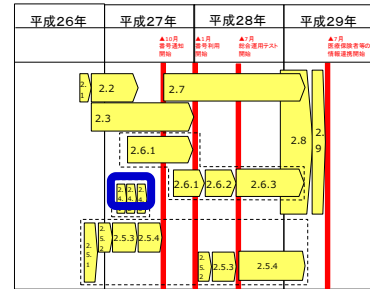 平成26年 平成27年 平成28年 平成29年
▲10月
番号通知
開始
▲1月
番号利用
開始
▲7月
総合運用テスト
開始
▲7月
医療保険者等の
情報連携開始
2.1
2.2
2.7
2.3
2.8
2.9
2.6.1
2.6.1 2.6.2 2.6.3
2.4. 2.4. 2.4.
2.5.1
2.5.2
2.5.3 2.5.4
2.5.2
2.5.3
2.5.4